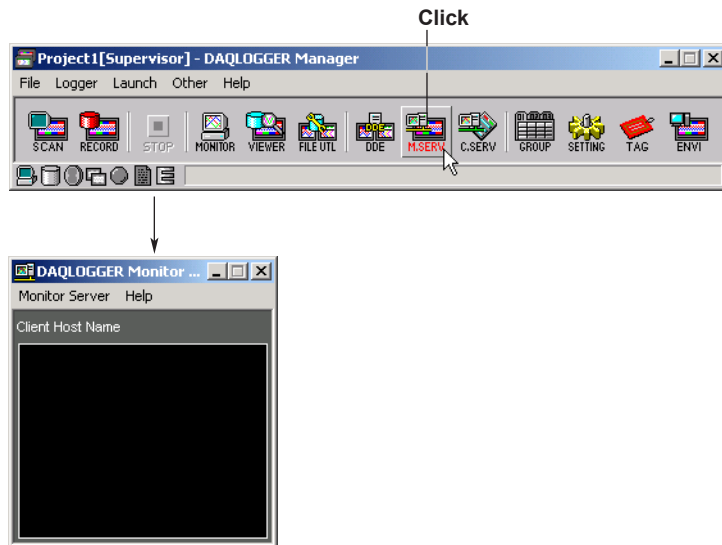 Click
Project1[Supervisor] - DAQLOGGER Manager
File Logger Launch Other Help
SCAN RECORD STOP MONITOR VIEWER FILE UTL DDE M.SERV C.SERV GROUP SETTING TAG ENVI
DAQLOGGER Monitor ...
Monitor Server Help
Client Host Name